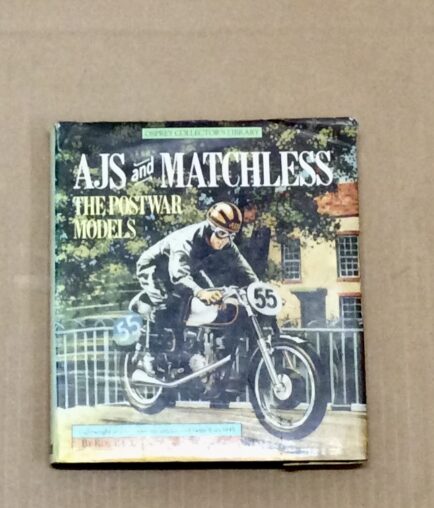 OSPREY COLLECTOR'S LIBRARY
AJS and MATCHLESS
THE POSTWAR
MODELS
55
55